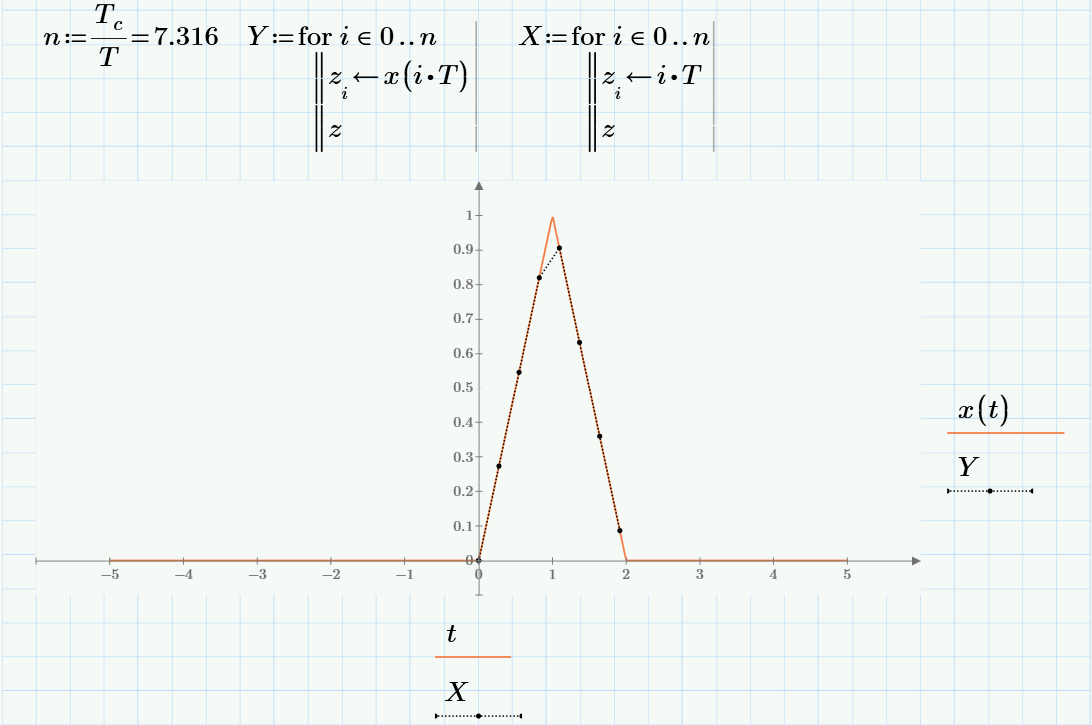 n:=T_c/T=7.316 Y:=for i∈0..n X:=for i∈0..n
z_i←x(i·T) z_i←i·T
z z
1
0.9
0.8
0.7
0.6
0.5
0.4
0.3
0.2
0.1
0
−5 −4 −3 −2 −1 0 1 2 3 4 5
x(t)
Y
t
X